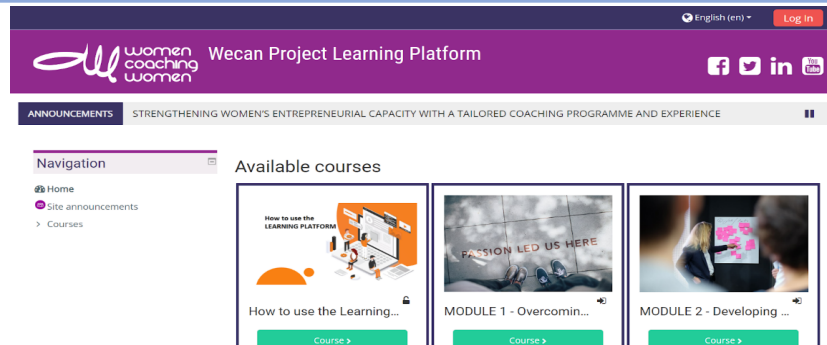 English (en)
Log In
women
coaching
women
Wecan Project Learning Platform
You
Tube
ANNOUNCEMENTS
STRENGTHENING WOMEN'S ENTREPRENEURIAL CAPACITY WITH A TAILORED COACHING PROGRAMME AND EXPERIENCE
Navigation
Home
Site announcements
Courses
Available courses
How to use the
LEARNING PLATFORM
PASSION LED US HERE
How to use the Learning...
MODULE 1 - Overcomin...
MODULE 2 - Developing ...
Course >
Course >
Course >